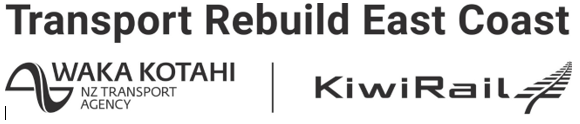 Transport Rebuild East Coast
WAKA KOTAHI
NZ TRANSPORT
AGENCY
KiwiRail